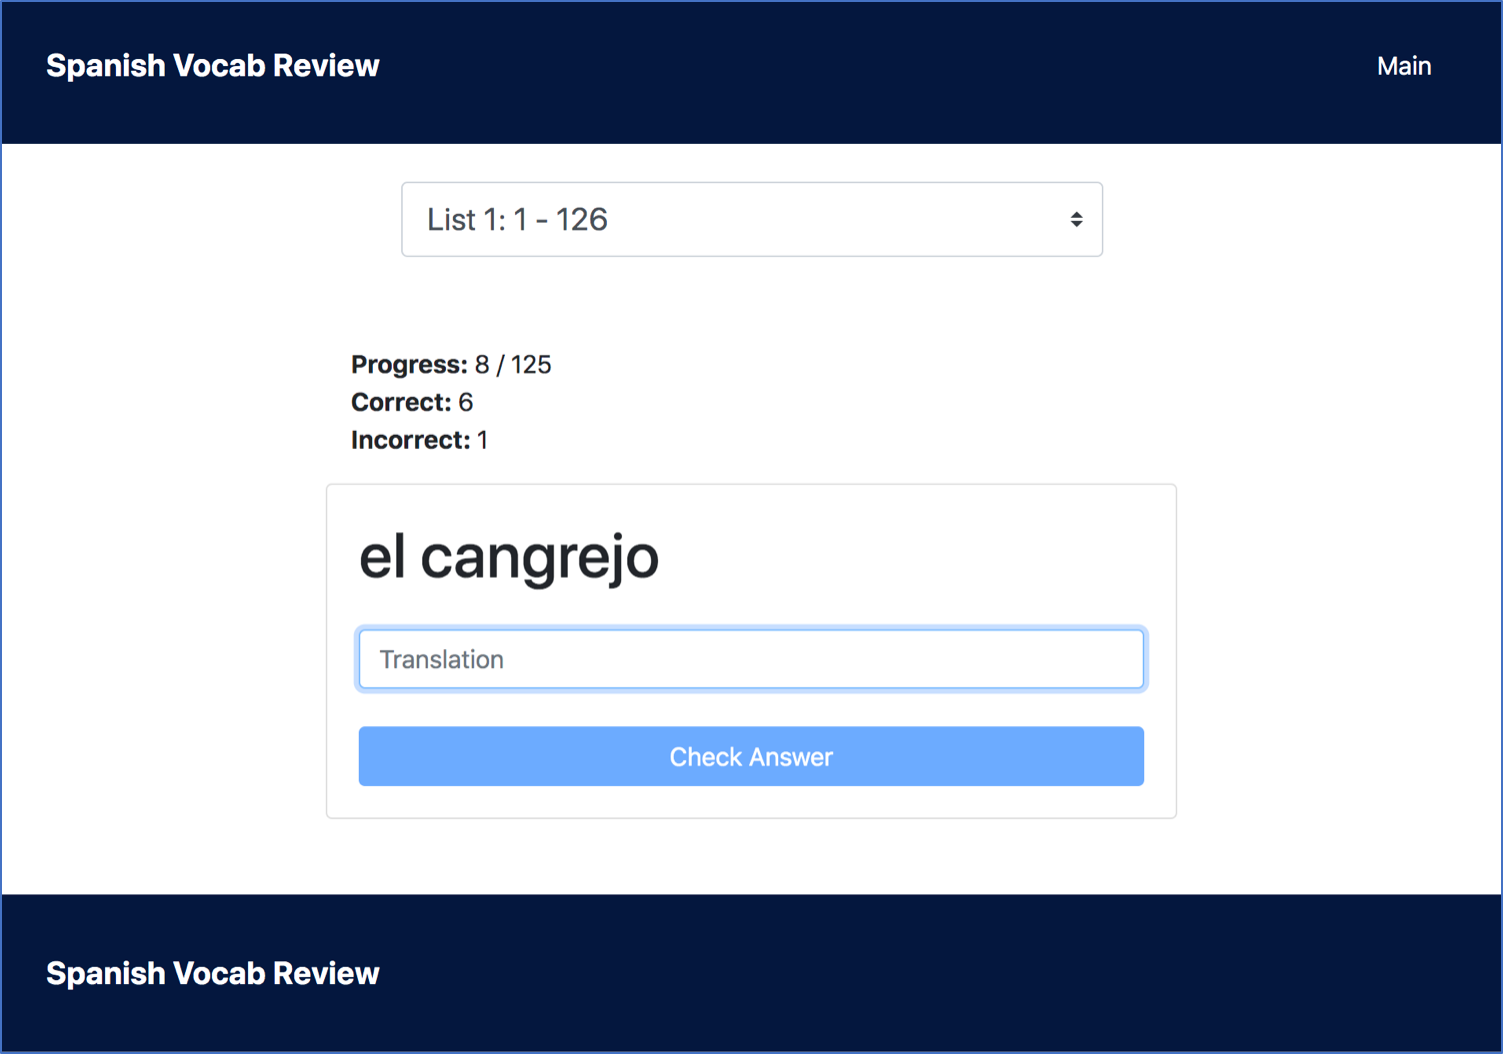 Spanish Vocab Review
Main
List 1: 1 - 126
Progress: 8 / 125
Correct: 6
Incorrect: 1
el cangrejo
Translation
Check Answer
Spanish Vocab Review